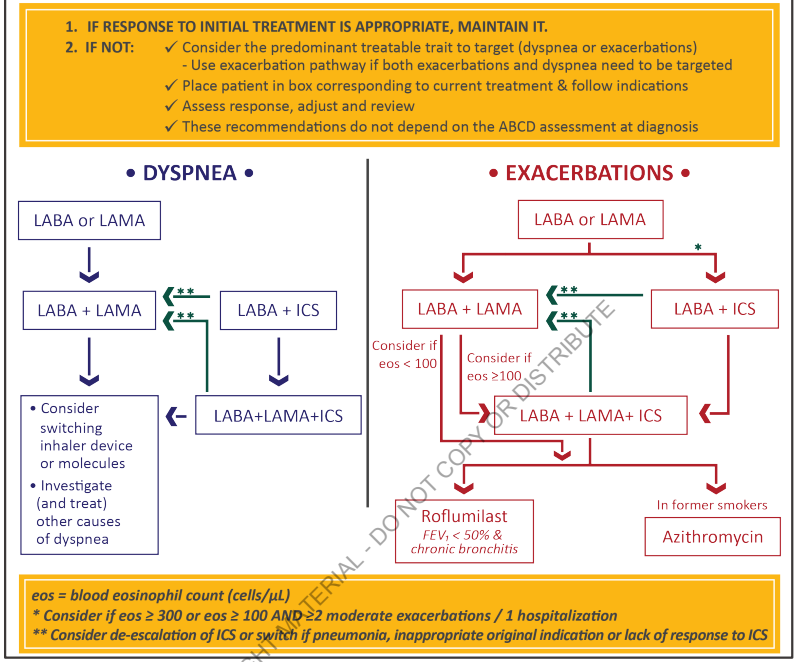 1. IF RESPONSE TO INITIAL TREATMENT IS APPROPRIATE, MAINTAIN IT.
2. IF NOT: ✓ Consider the predominant treatable trait to target (dyspnea or exacerbations)
- Use exacerbation pathway if both exacerbations and dyspnea need to be targeted
✓ Place patient in box corresponding to current treatment & follow indications
✓ Assess response, adjust and review
✓ These recommendations do not depend on the ABCD assessment at diagnosis
• DYSPNEA •
LABA or LAMA
LABA + LAMA
**
**
LABA + ICS
LABA+LAMA+ICS
• Consider
switching
inhaler device
or molecules
• Investigate
(and treat)
other causes
of dyspnea
• EXACERBATIONS •
LABA or LAMA
*
LABA + LAMA
**
**
LABA + ICS
Consider if
eos < 100
Consider if
eos ≥100
LABA + LAMA+ ICS
Roflumilast
FEV₁ < 50% &
chronic bronchitis
In former smokers
Azithromycin
eos = blood eosinophil count (cells/μL)
* Consider if eos ≥ 300 or eos ≥ 100 AND ≥2 moderate exacerbations / 1 hospitalization
** Consider de-escalation of ICS or switch if pneumonia, inappropriate original indication or lack of response to ICS
MATERIAL - DO NOT COPY OR DISTRIBUTE